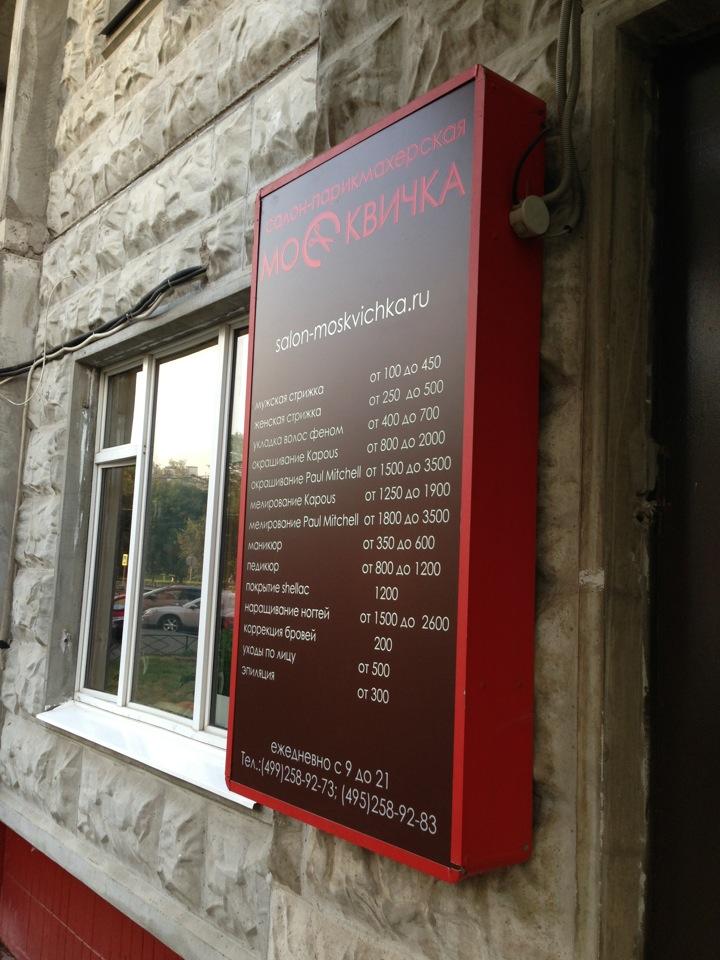 салон-парикмахерская
МОСКВИЧКА
salon-moskvichka.ru
мужская стрижка от 100 до 450
женская стрижка от 250 до 500
укладка волос феном от 400 до 700
окрашивание Kapous от 800 до 2000
окрашивание Paul Mitchell от 1500 до 3500
мелирование Kapous от 1250 до 1900
мелирование Paul Mitchell от 1800 до 3500
маникюр от 350 до 600
педикюр от 800 до 1200
покрытие shellac 1200
наращивание ногтей от 1500 до 2600
коррекция бровей 200
уходы по лицу от 500
эпиляция от 300
ежедневно с 9 до 21
Тел.:(499)258-92-73; (495)258-92-83